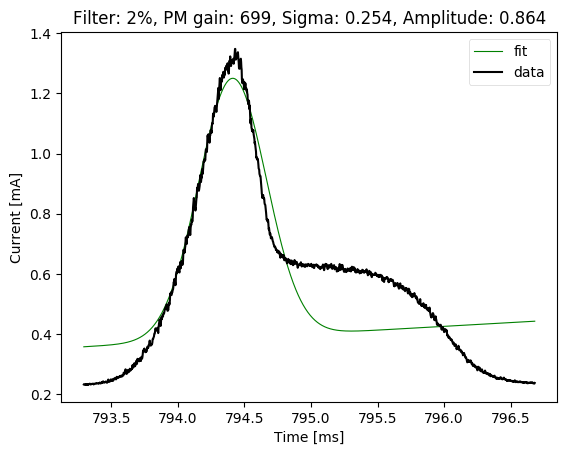 Filter: 2%, PM gain: 699, Sigma: 0.254, Amplitude: 0.864
fit
data
1.4
1.2
1.0
0.8
0.6
0.4
0.2
Current [mA]
793.5 794.0 794.5 795.0 795.5 796.0 796.5
Time [ms]